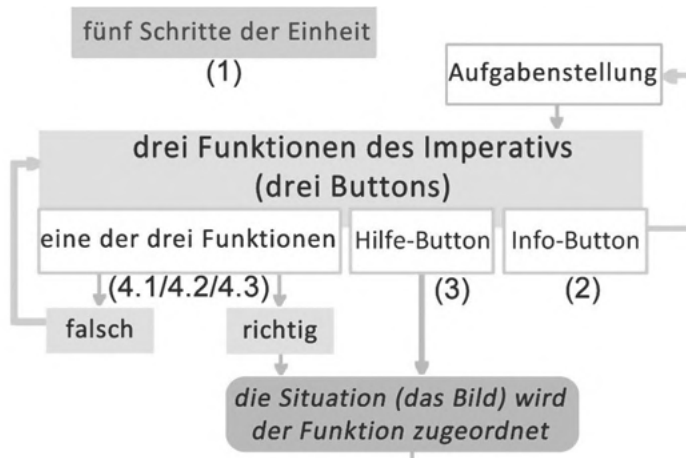 fünf Schritte der Einheit
(1)
Aufgabenstellung
drei Funktionen des Imperativs
(drei Buttons)
eine der drei Funktionen
Hilfe-Button
Info-Button
(4.1/4.2/4.3)
(3)
(2)
falsch
richtig
die Situation (das Bild) wird
der Funktion zugeordnet